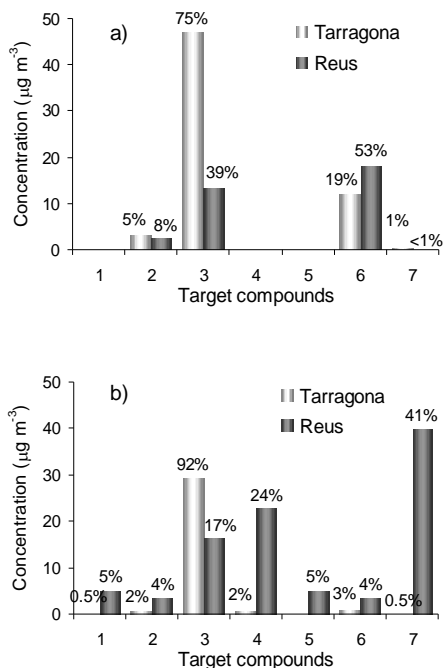 a)
Tarragona
Reus
Concentration (µg m-3)
50
40
30
20
10
0
5%
8%
75%
39%
19%
53%
1%
<1%
1 2 3 4 5 6 7
Target compounds
b)
Tarragona
Reus
Concentration (µg m-3)
50
40
30
20
10
0
0.5%
5%
2%
4%
92%
17%
2%
24%
5%
3%
4%
0.5%
41%
1 2 3 4 5 6 7
Target compounds